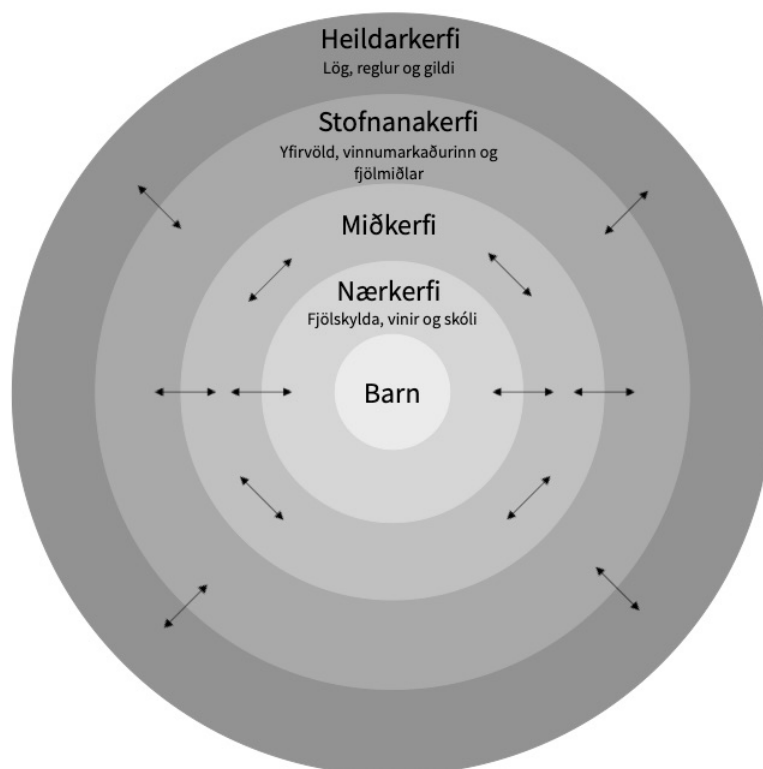 Heildarkerfi
Lög, reglur og gildi
Stofnanakerfi
Yfirvöld, vinnumarkaðurinn og
fjölmiðlar
Miðkerfi
Nærkerfi
Fjölskylda, vinir og skóli
Barn